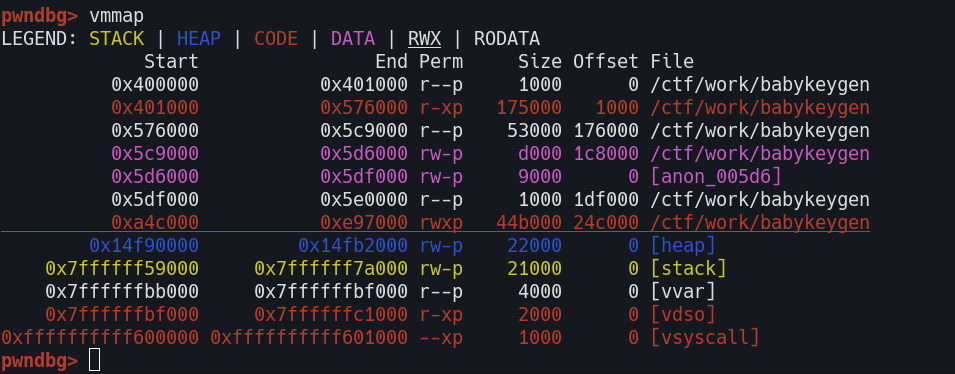 pwndbg> vmmap
LEGEND: STACK | HEAP | CODE | DATA | RWX | RODATA
Start End Perm Size Offset File
0x400000 0x401000 r--p 1000 0 /ctf/work/babykeygen
0x401000 0x576000 r-xp 175000 1000 /ctf/work/babykeygen
0x576000 0x5c9000 r--p 53000 176000 /ctf/work/babykeygen
0x5c9000 0x5d6000 rw-p d000 1c8000 /ctf/work/babykeygen
0x5d6000 0x5df000 rw-p 9000 0 [anon_005d6]
0x5df000 0x5e0000 r--p 1000 1df000 /ctf/work/babykeygen
0xa4c000 0xe97000 rwxp 44b000 24c000 /ctf/work/babykeygen
0x14f90000 0x14fb2000 rw-p 22000 0 [heap]
0x7ffffff59000 0x7ffffff7a000 rw-p 21000 0 [stack]
0x7ffffffbb000 0x7ffffffbf000 r--p 4000 0 [vvar]
0x7ffffffbf000 0x7ffffffc1000 r-xp 2000 0 [vdso]
0xffffffffff600000 0xffffffffff601000 --xp 1000 0 [vsyscall]
pwndbg>